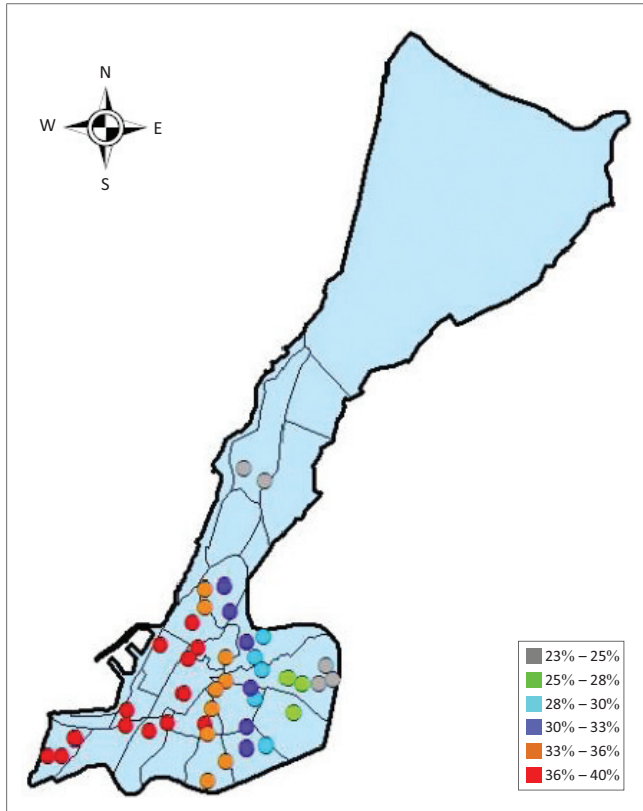 N
W
E
S
23% – 25%
25% – 28%
28% – 30%
30% – 33%
33% – 36%
36% – 40%